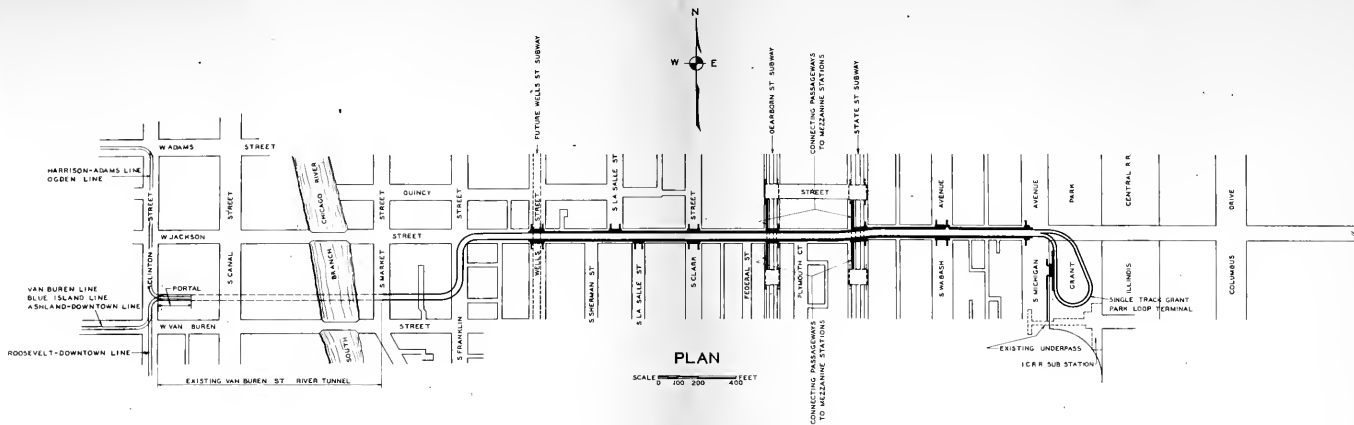 N
W E
FUTURE WELLS ST SUBWAY
DEARBORN ST SUBWAY
CONNECTING PASSAGEWAYS
TO MEZZANINE STATIONS
STATE ST SUBWAY
W ADAMS STREET
HARRISON-ADAMS LINE
OGDEN LINE
CLINTON STREET
S CANAL STREET
CHICAGO RIVER
SOUTH BRANCH
QUINCY STREET
W JACKSON STREET
S MARKET STREET
S FRANKLIN STREET
WELLS STREET
S SHERMAN ST
S LA SALLE ST
S LA SALLE ST
S CLARK STREET
FEDERAL ST
PLYMOUTH CT
S WABASH AVENUE
S MICHIGAN AVENUE
GRANT PARK
ILLINOIS CENTRAL R.R.
COLUMBUS DRIVE
VAN BUREN LINE
BLUE ISLAND LINE
ASHLAND-DOWNTOWN LINE
PORTAL
W VAN BUREN STREET
ROOSEVELT-DOWNTOWN LINE
EXISTING VAN BUREN ST RIVER TUNNEL
SINGLE TRACK GRANT
PARK LOOP TERMINAL
EXISTING UNDERPASS
I.C.R.R SUB STATION
CONNECTING PASSAGEWAYS
TO MEZZANINE STATIONS
PLAN
SCALE FEET
0 100 200 400